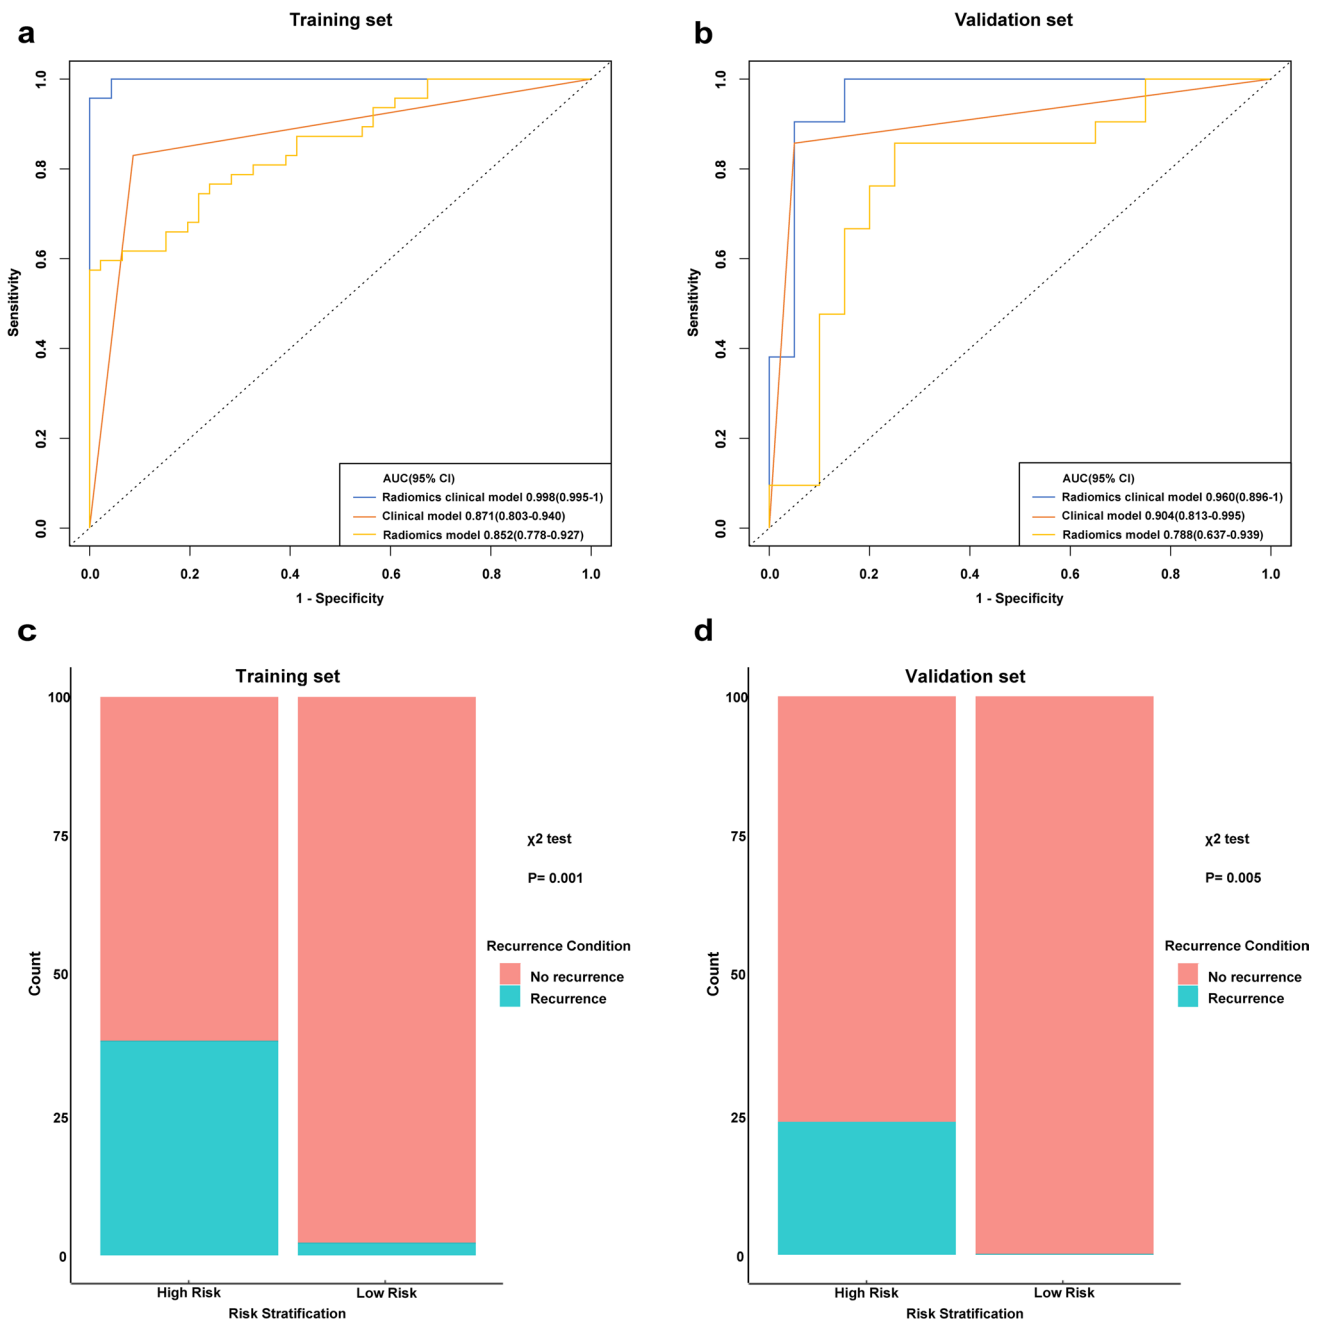 a
Training set
1.0
0.8
0.6
0.4
0.2
0.0
Sensitivity
AUC(95% CI)
Radiomics clinical model 0.998(0.995-1)
Clinical model 0.871(0.803-0.940)
Radiomics model 0.852(0.778-0.927)
0.0 0.2 0.4 0.6 0.8 1.0
1 - Specificity
b
Validation set
1.0
0.8
0.6
0.4
0.2
0.0
Sensitivity
AUC(95% CI)
Radiomics clinical model 0.960(0.896-1)
Clinical model 0.904(0.813-0.995)
Radiomics model 0.788(0.637-0.939)
0.0 0.2 0.4 0.6 0.8 1.0
1 - Specificity
c
Training set
100
75
50
25
0
Count
χ2 test
P= 0.001
Recurrence Condition
No recurrence
Recurrence
High Risk Low Risk
Risk Stratification
d
Validation set
100
75
50
25
0
Count
χ2 test
P= 0.005
Recurrence Condition
No recurrence
Recurrence
High Risk Low Risk
Risk Stratification